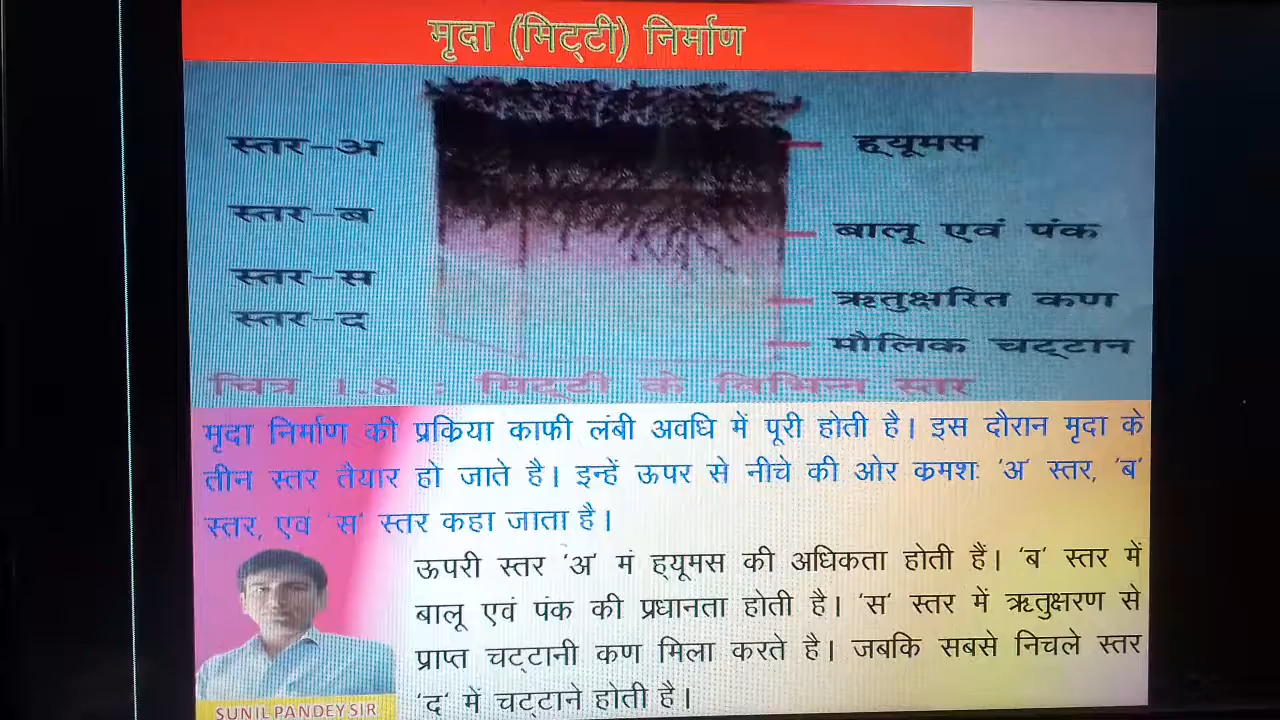 मृदा (मिट्टी) निर्माण
स्तर-अ
ह्यूमस
स्तर-ब
बालू एवं पंक
स्तर-स
ऋतुक्षरित कण
स्तर-द
मौलिक चट्टान
चित्र 1.8 : मिट्टी के विभिन्न स्तर
मृदा निर्माण की प्रकिया काफी लंबी अवधि में पूरी होती है। इस दौरान मृदा के
तीन स्तर तैयार हो जाते है। इन्हें ऊपर से नीचे की ओर कमशः 'अ' स्तर, 'ब'
स्तर, एवं 'स' स्तर कहा जाता है।
ऊपरी स्तर 'अ' मं ह्यूमस की अधिकता होती हैं। 'ब' स्तर में
बालू एवं पंक की प्रधानता होती है। 'स' स्तर में ऋतुक्षरण से
प्राप्त चट्टानी कण मिला करते है। जबकि सबसे निचले स्तर
'द' में चट्टाने होती है।
SUNIL PANDEY SIR